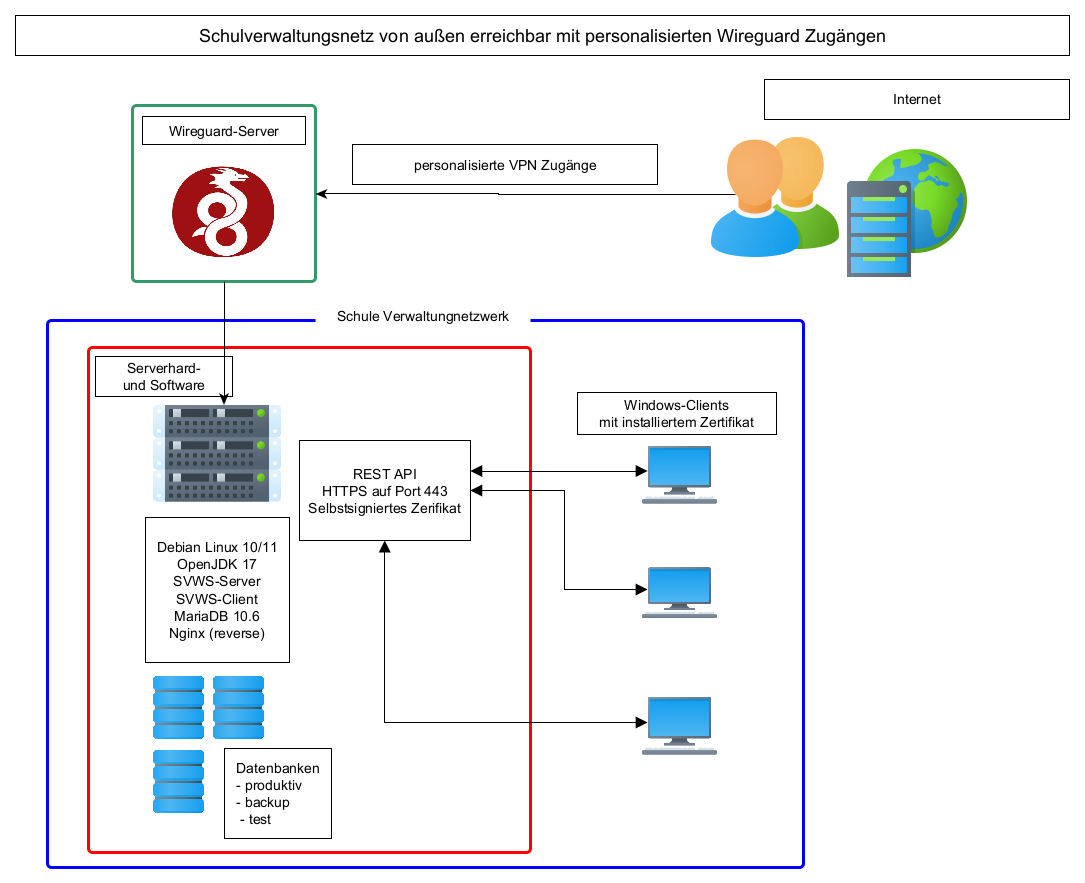 Schulverwaltungsnetz von außen erreichbar mit personalisierten Wireguard Zugängen
Internet
Wireguard-Server
personalisierte VPN Zugänge
Schule Verwaltungnetzwerk
Serverhard-
und Software
Windows-Clients
mit installiertem Zertifikat
REST API
HTTPS auf Port 443
Selbstsigniertes Zerifikat
Debian Linux 10/11
OpenJDK 17
SVWS-Server
SVWS-Client
MariaDB 10.6
Nginx (reverse)
Datenbanken
- produktiv
- backup
- test